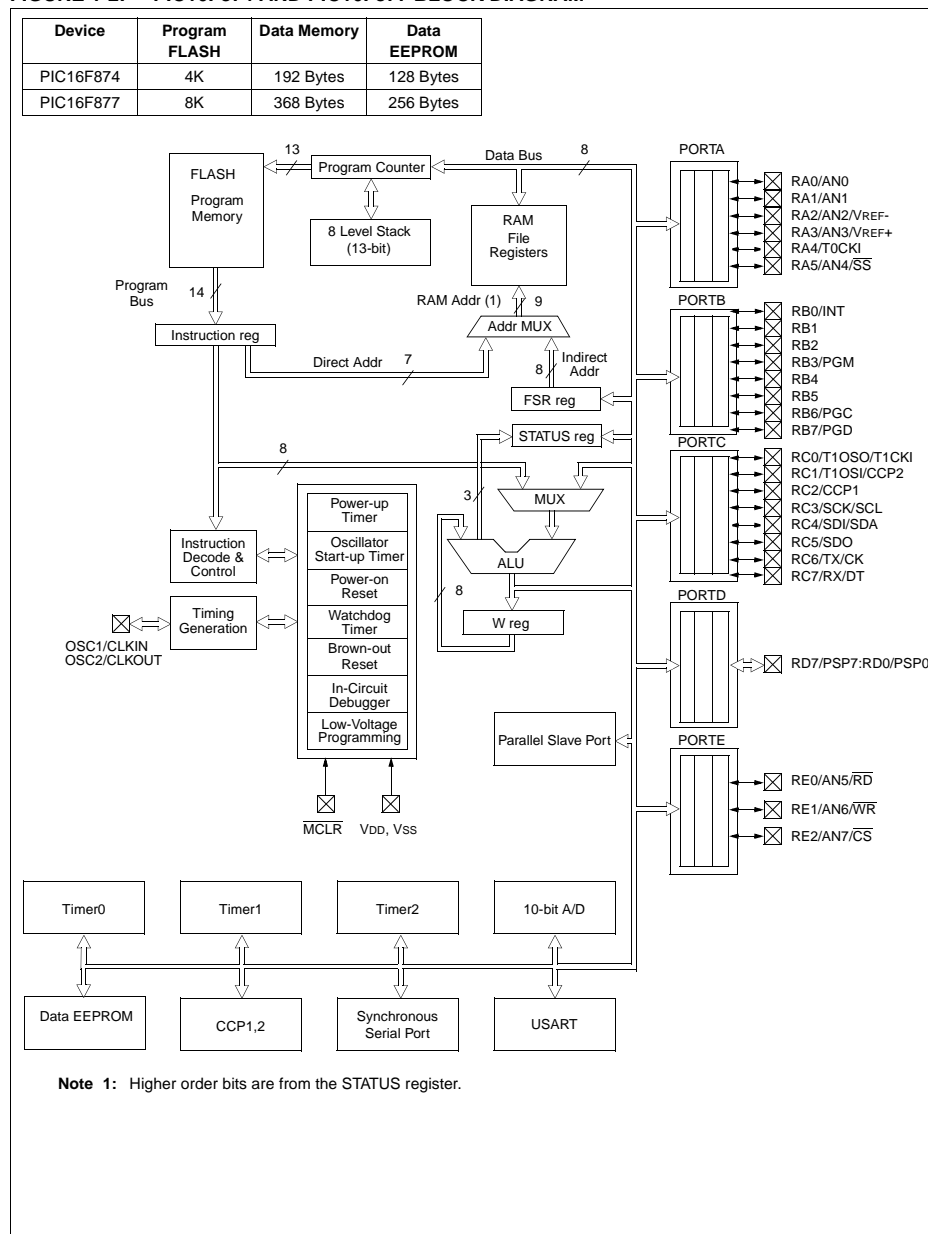 Device Program FLASH Data Memory Data EEPROM
PIC16F874 4K 192 Bytes 128 Bytes
PIC16F877 8K 368 Bytes 256 Bytes
FLASH
Program
Memory
13
Program Counter
Data Bus
8
8 Level Stack
(13-bit)
RAM
File
Registers
Program
Bus
14
RAM Addr (1)
9
Instruction reg
Addr MUX
Direct Addr
7
8
Indirect
Addr
FSR reg
STATUS reg
8
3
MUX
ALU
8
W reg
Instruction
Decode &
Control
Timing
Generation
OSC1/CLKIN
OSC2/CLKOUT
Power-up
Timer
Oscillator
Start-up Timer
Power-on
Reset
Watchdog
Timer
Brown-out
Reset
In-Circuit
Debugger
Low-Voltage
Programming
MCLR
VDD, VSS
Parallel Slave Port
PORTA
RA0/AN0
RA1/AN1
RA2/AN2/VREF-
RA3/AN3/VREF+
RA4/T0CKI
RA5/AN4/SS
PORTB
RB0/INT
RB1
RB2
RB3/PGM
RB4
RB5
RB6/PGC
RB7/PGD
PORTC
RC0/T1OSO/T1CKI
RC1/T1OSI/CCP2
RC2/CCP1
RC3/SCK/SCL
RC4/SDI/SDA
RC5/SDO
RC6/TX/CK
RC7/RX/DT
PORTD
RD7/PSP7:RD0/PSP0
PORTE
RE0/AN5/RD
RE1/AN6/WR
RE2/AN7/CS
Timer0
Timer1
Timer2
10-bit A/D
Data EEPROM
CCP1,2
Synchronous
Serial Port
USART
Note 1: Higher order bits are from the STATUS register.